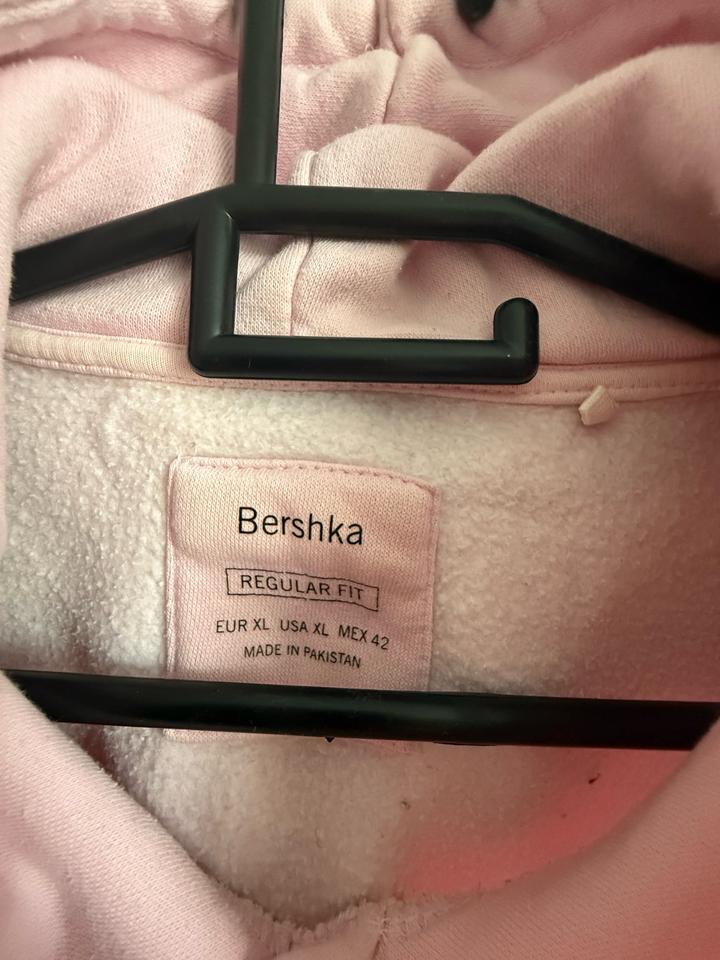 Bershka
REGULAR FIT
EUR XL USA XL MEX 42
MADE IN PAKISTAN